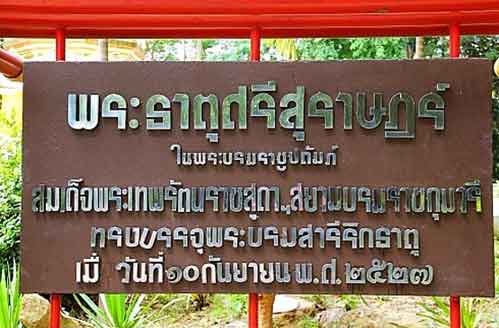 พระธาตุศรีสุราษฎร์
ในพระบรมราชูปถัมภ์
สมเด็จพระเทพรัตนราชสุดาฯ สยามบรมราชกุมารี
ทรงบรรจุพระบรมสารีริกธาตุ
เมื่ วันที่ ๑๐ กันยายน พ.ศ. ๒๕๒๗